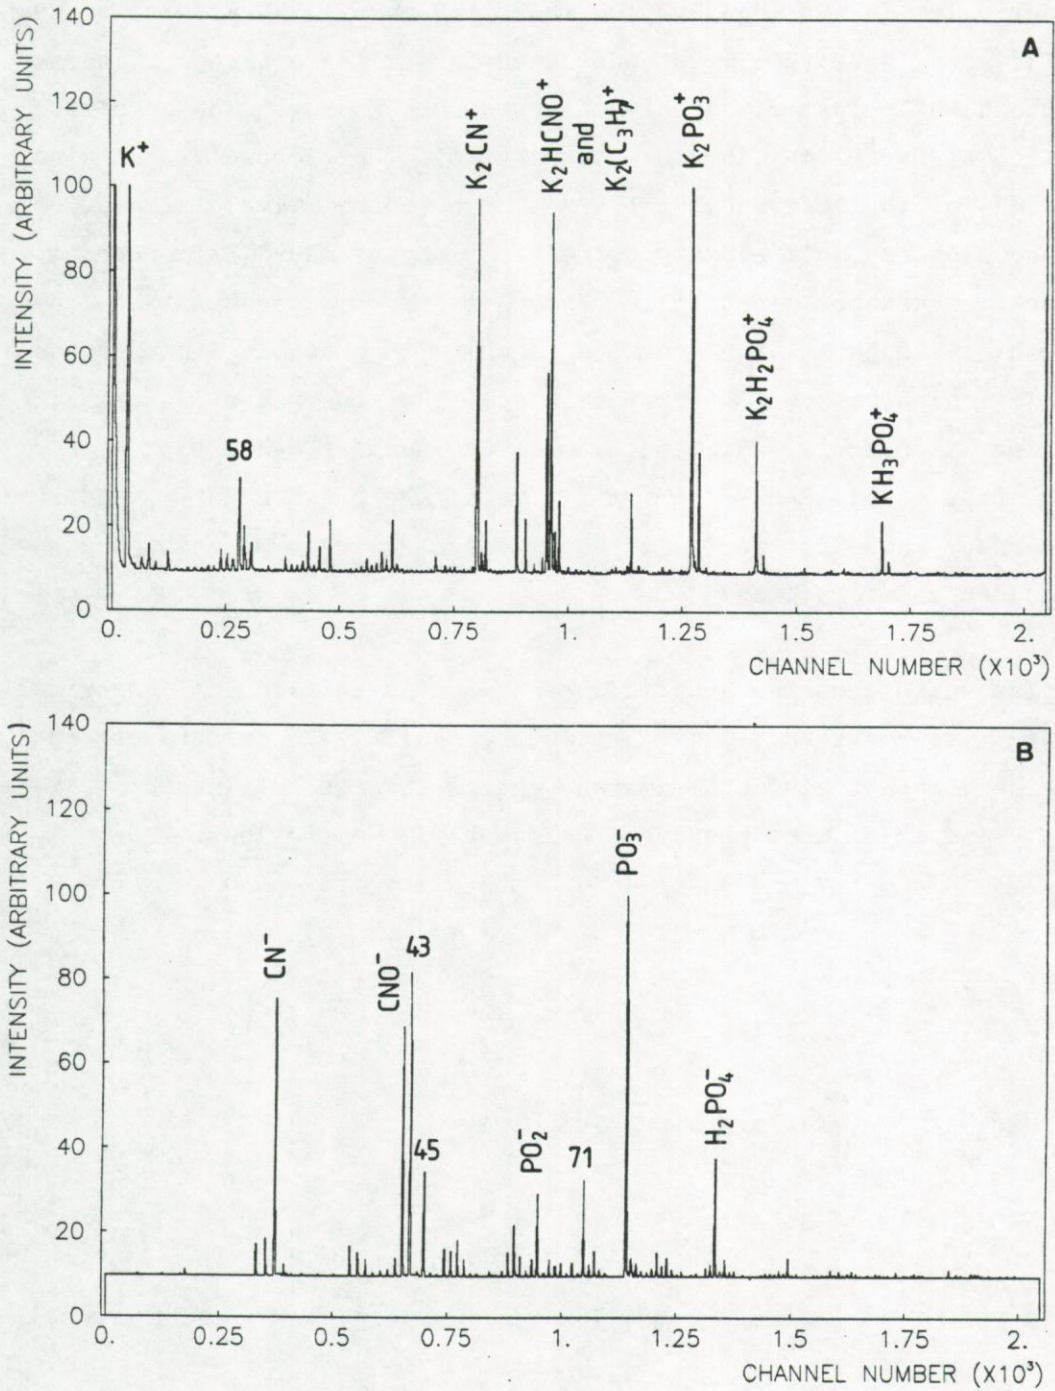 A
INTENSITY (ARBITRARY UNITS)
140
120
100
80
60
40
20
0
K⁺
58
K₂CN⁺
K₂HCNO⁺
and
K₂(C₃H₇)⁺
K₂PO₃⁺
K₂H₂PO₄⁺
KH₃PO₄⁺
0. 0.25 0.5 0.75 1. 1.25 1.5 1.75 2.
CHANNEL NUMBER (X10³)
B
INTENSITY (ARBITRARY UNITS)
140
120
100
80
60
40
20
0
CN⁻
CNO⁻
43
45
PO₂⁻
71
PO₃⁻
H₂PO₄⁻
0. 0.25 0.5 0.75 1. 1.25 1.5 1.75 2.
CHANNEL NUMBER (X10³)